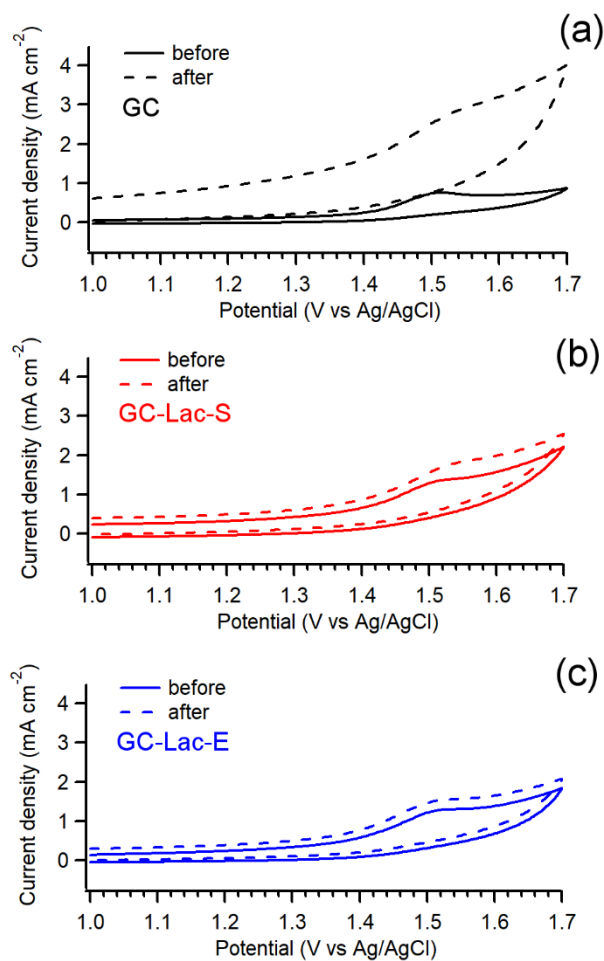 (a)
before
after
GC
4
3
2
1
0
Current density (mA cm⁻²)
1.0 1.1 1.2 1.3 1.4 1.5 1.6 1.7
Potential (V vs Ag/AgCl)
(b)
before
after
GC-Lac-S
4
3
2
1
0
Current density (mA cm⁻²)
1.0 1.1 1.2 1.3 1.4 1.5 1.6 1.7
Potential (V vs Ag/AgCl)
(c)
before
after
GC-Lac-E
4
3
2
1
0
Current density (mA cm⁻²)
1.0 1.1 1.2 1.3 1.4 1.5 1.6 1.7
Potential (V vs Ag/AgCl)